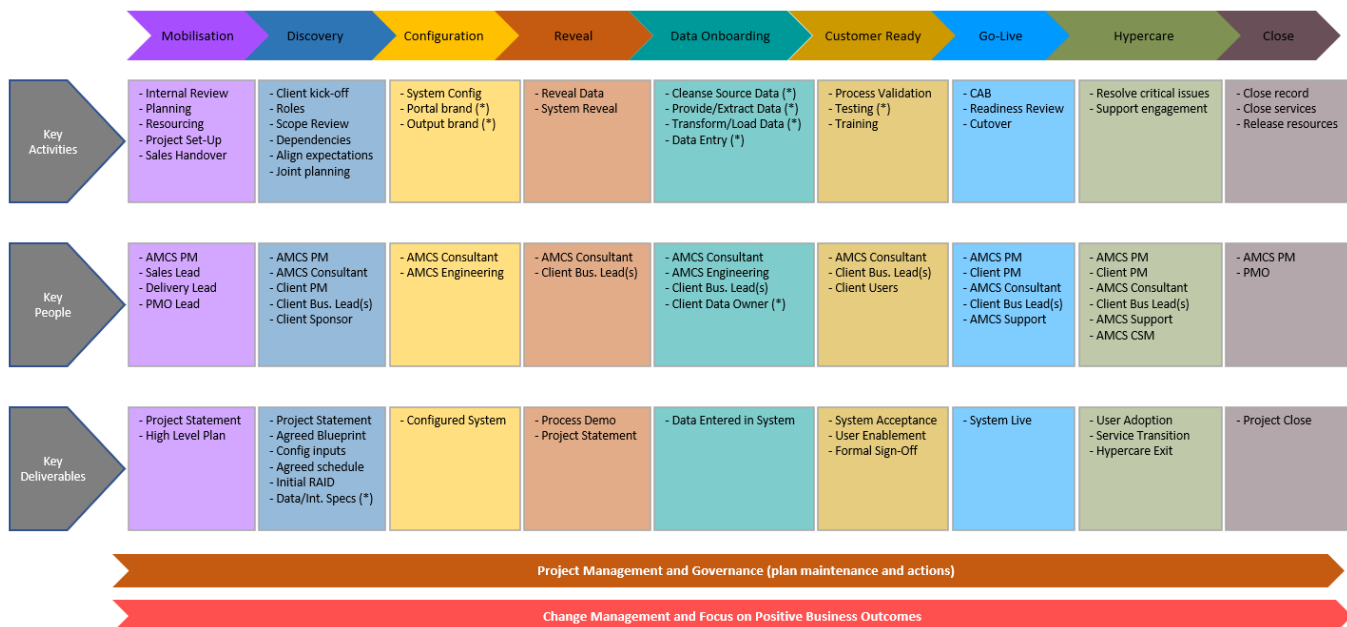 Mobilisation
Discovery
Configuration
Reveal
Data Onboarding
Customer Ready
Go-Live
Hypercare
Close
Key
Activities
- Internal Review
- Planning
- Resourcing
- Project Set-Up
- Sales Handover
- Client kick-off
- Roles
- Scope Review
- Dependencies
- Align expectations
- Joint planning
- System Config
- Portal brand (*)
- Output brand (*)
- Reveal Data
- System Reveal
- Cleanse Source Data (*)
- Provide/Extract Data (*)
- Transform/Load Data (*)
- Data Entry (*)
- Process Validation
- Testing (*)
- Training
- CAB
- Readiness Review
- Cutover
- Resolve critical issues
- Support engagement
- Close record
- Close services
- Release resources
Key
People
- AMCS PM
- Sales Lead
- Delivery Lead
- PMO Lead
- AMCS PM
- AMCS Consultant
- Client PM
- Client Bus. Lead(s)
- Client Sponsor
- AMCS Consultant
- AMCS Engineering
- AMCS Consultant
- Client Bus. Lead(s)
- AMCS Consultant
- AMCS Engineering
- Client Bus. Lead(s)
- Client Data Owner (*)
- AMCS Consultant
- Client Bus. Lead(s)
- Client Users
- AMCS PM
- Client PM
- AMCS Consultant
- Client Bus Lead(s)
- AMCS Support
- AMCS PM
- Client PM
- AMCS Consultant
- Client Bus Lead(s)
- AMCS Support
- AMCS CSM
- AMCS PM
- PMO
Key
Deliverables
- Project Statement
- High Level Plan
- Project Statement
- Agreed Blueprint
- Config inputs
- Agreed schedule
- Initial RAID
- Data/Int. Specs (*)
- Configured System
- Process Demo
- Project Statement
- Data Entered in System
- System Acceptance
- User Enablement
- Formal Sign-Off
- System Live
- User Adoption
- Service Transition
- Hypercare Exit
- Project Close
Project Management and Governance (plan maintenance and actions)
Change Management and Focus on Positive Business Outcomes